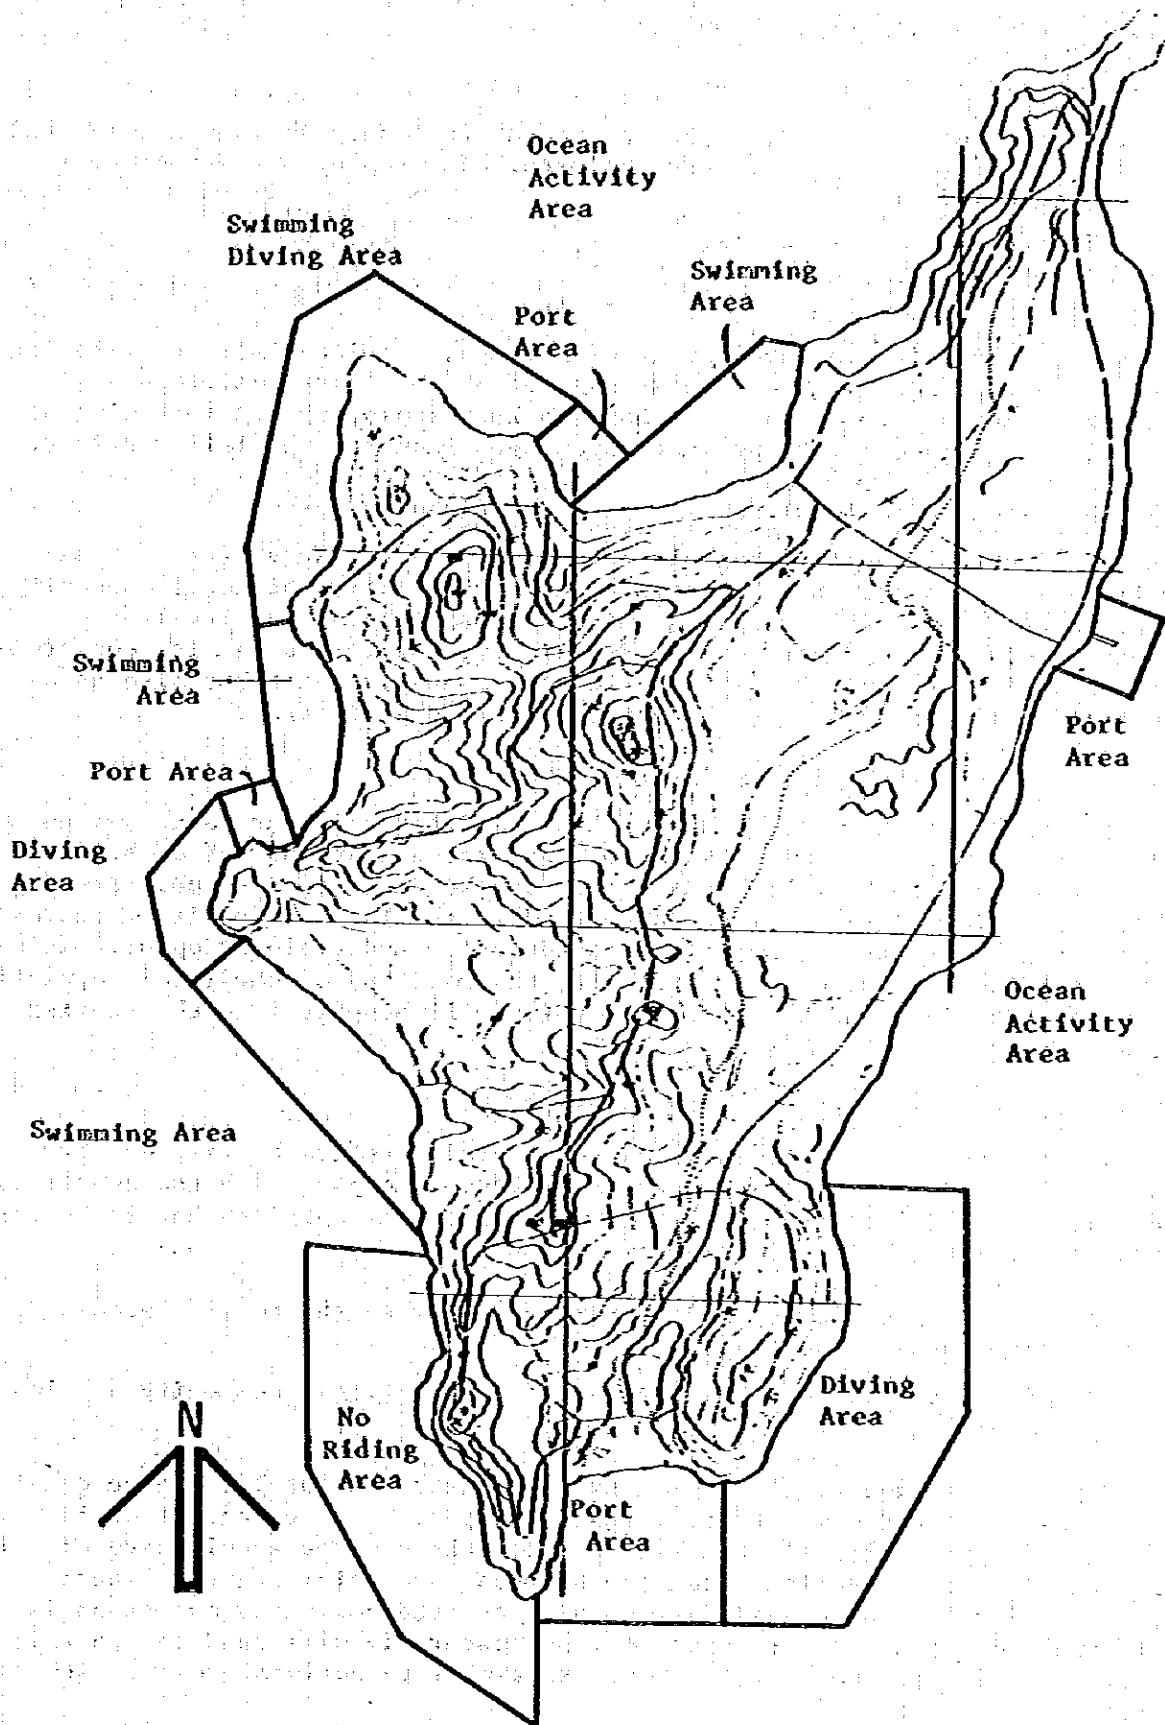 Ocean
Activity
Area
Swimming
Diving Area
Swimming
Area
Port
Area
Swimming
Area
Port
Area
Port Area
Diving
Area
Ocean
Activity
Area
Swimming Area
Diving
Area
N
No
Riding
Area
Port
Area